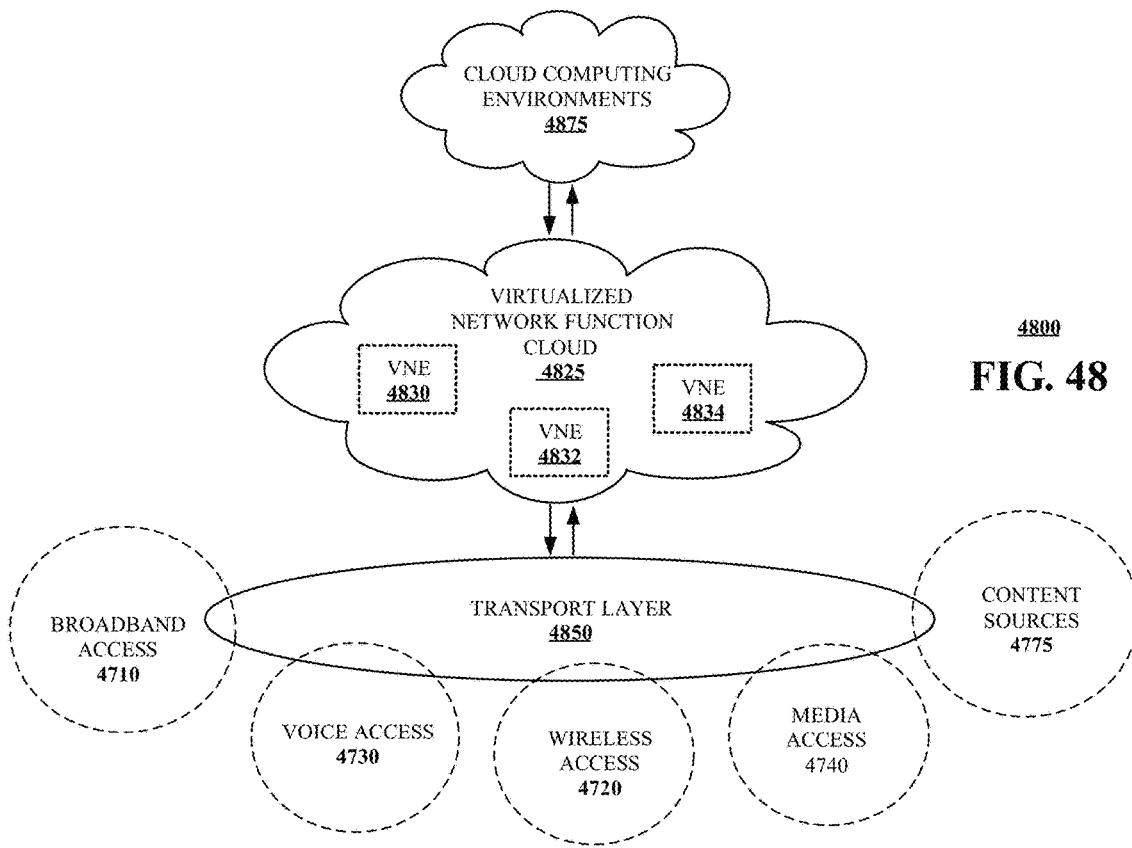 CLOUD COMPUTING
ENVIRONMENTS
4875
VIRTUALIZED
NETWORK FUNCTION
CLOUD
4825
VNE
4830
VNE
4834
VNE
4832
4800
FIG. 48
BROADBAND
ACCESS
4710
TRANSPORT LAYER
4850
CONTENT
SOURCES
4775
VOICE ACCESS
4730
WIRELESS
ACCESS
4720
MEDIA
ACCESS
4740